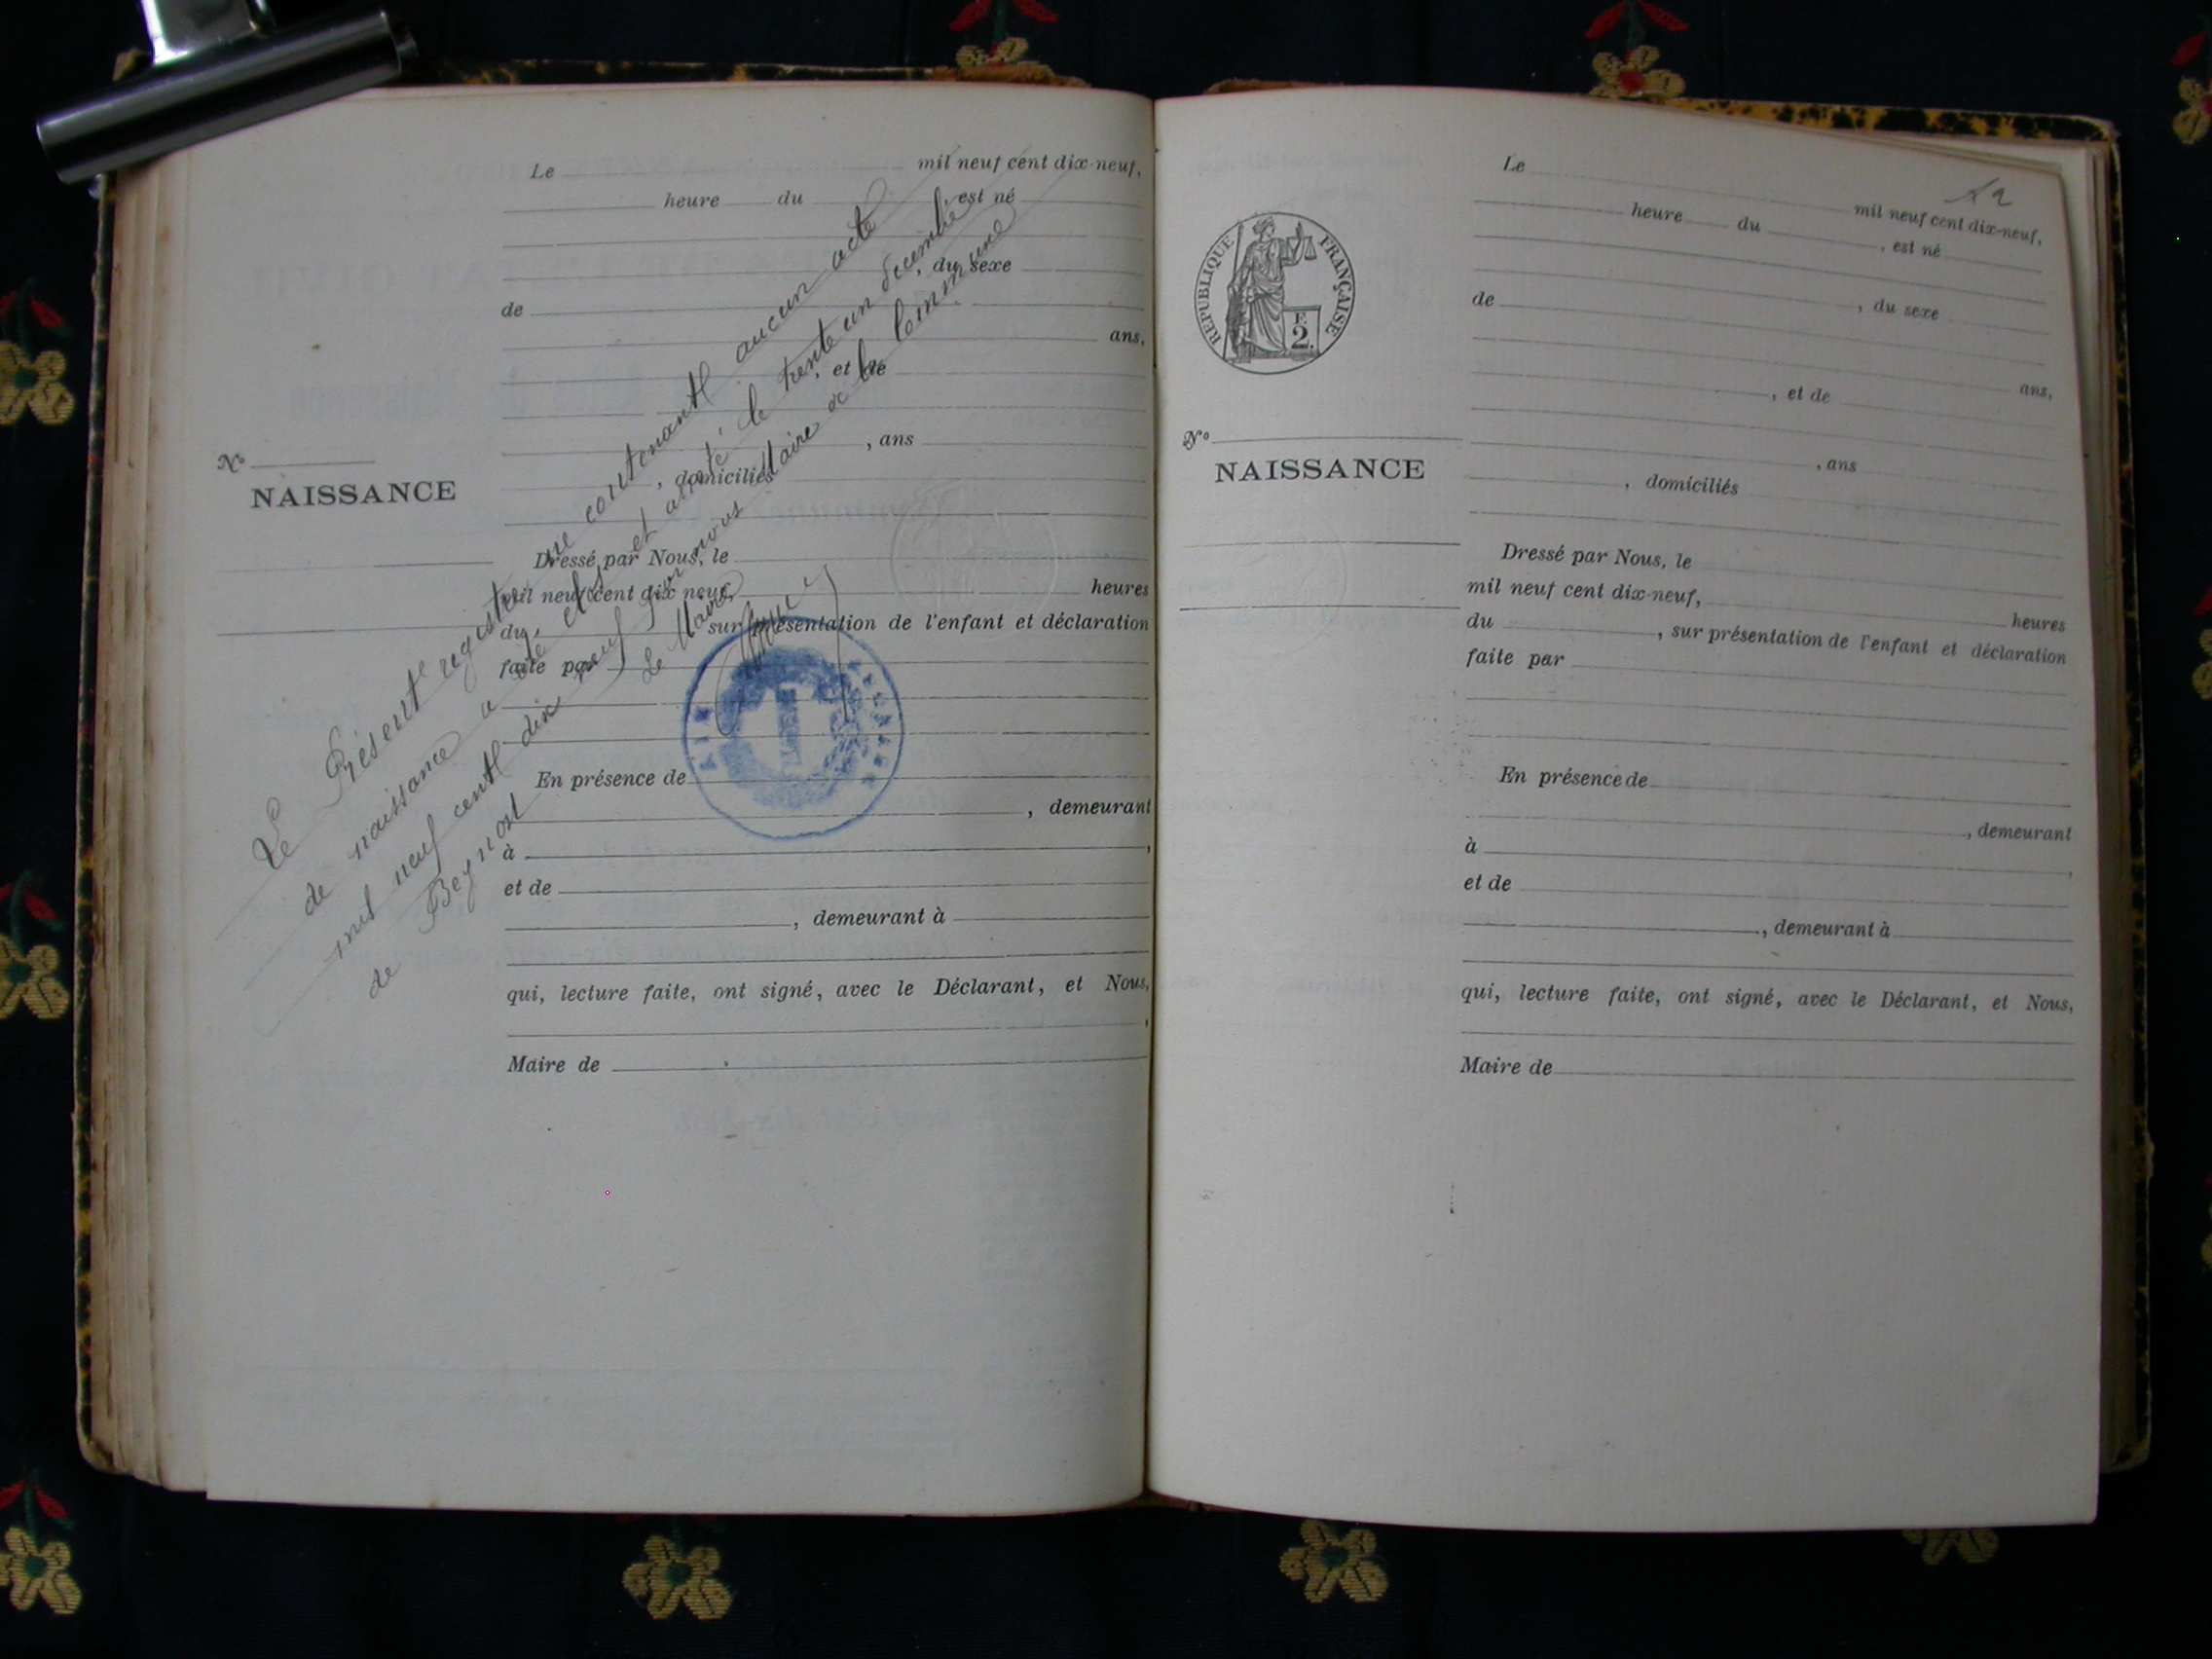 Le mil neuf cent dix-neuf,
heure du est né
, du sexe
de
ans,
, et de
, ans
, domiciliés
No
NAISSANCE
Dressé par Nous, le
mil neuf cent dix neuf, heures
du, sur présentation de l'enfant et déclaration
faite par
En présence de
, demeurant
à ,
et de
, demeurant à
qui, lecture faite, ont signé, avec le Déclarant, et Nous,
,
Maire de
Le Présent registre ne contenant aucun acte
de naissance a été clos et arrêté le trente un décembre
mil neuf cent dix neuf par nous Maire de la Commune
de Beynost
Le Maire
AIN
12
Le mil neuf cent dix-neuf,
heure du , est né
, du sexe
de
ans,
, et de
, ans
, domiciliés
REPUBLIQUE FRANÇAISE
F.
2.
No
NAISSANCE
Dressé par Nous, le
mil neuf cent dix-neuf, heures
du , sur présentation de l'enfant et déclaration
faite par
En présence de
, demeurant
à ,
et de
, demeurant à
qui, lecture faite, ont signé, avec le Déclarant, et Nous,
Maire de